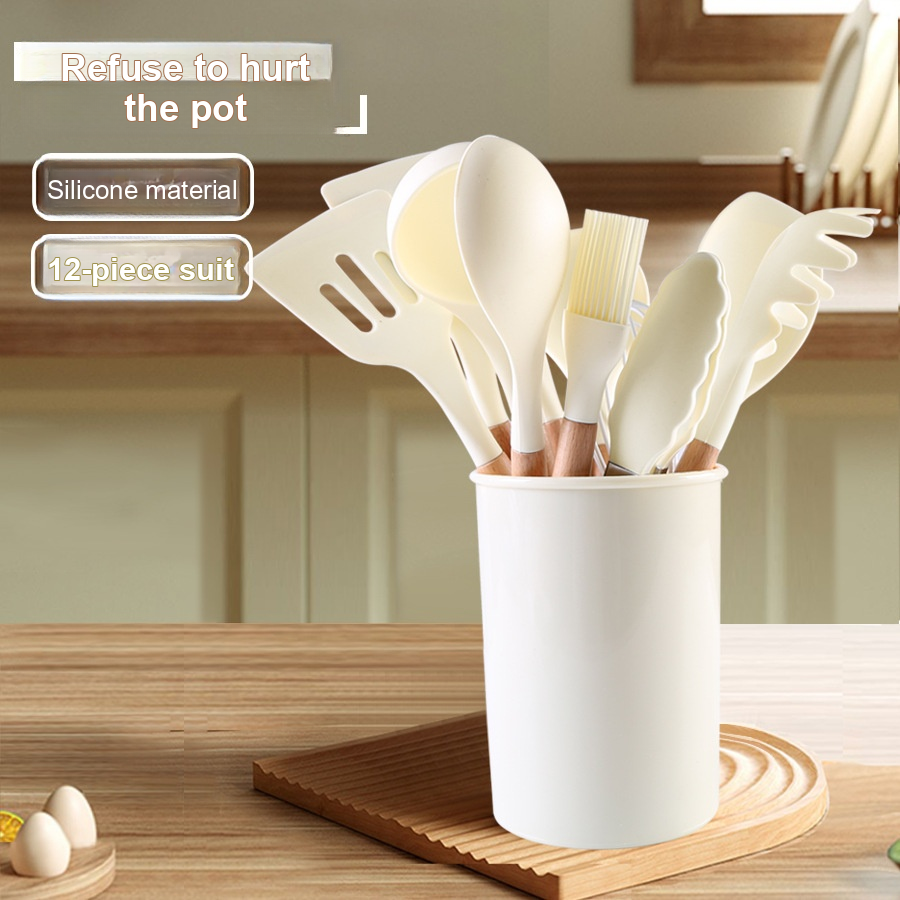 Refuse to hurt
the pot
Silicone material
12-piece suit